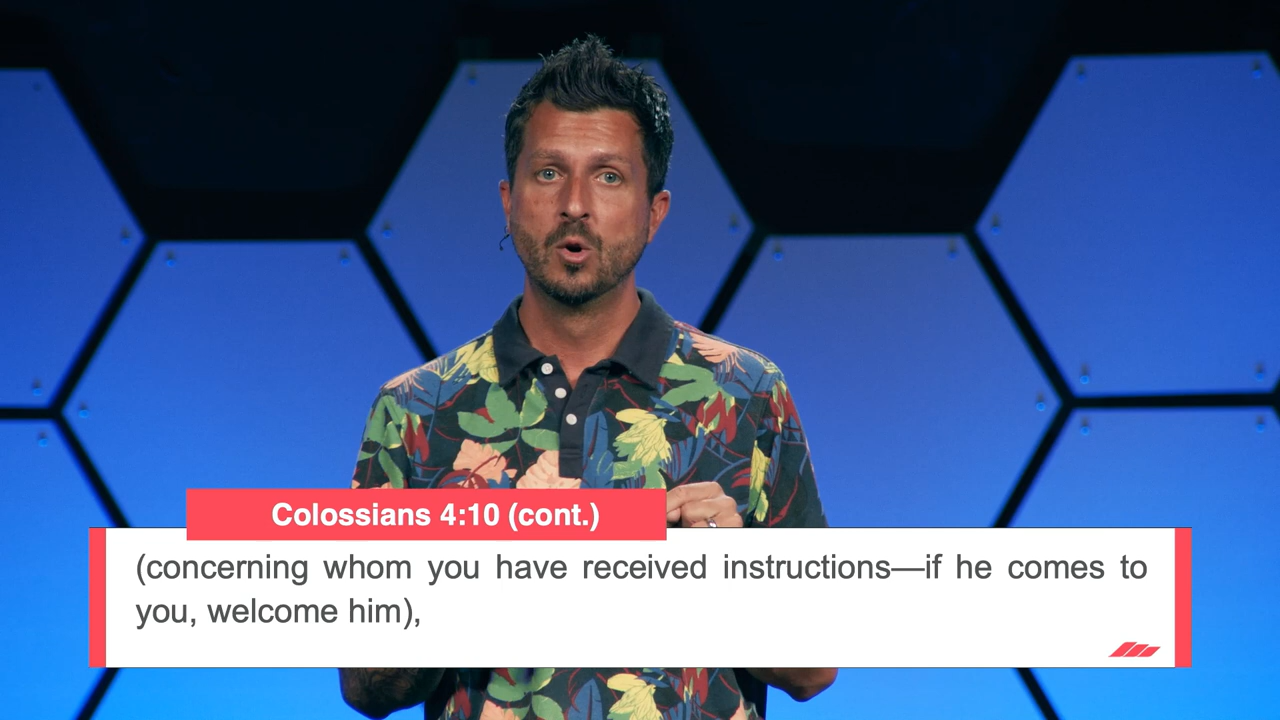 Colossians 4:10 (cont.)
(concerning whom you have received instructions—if he comes to
you, welcome him),